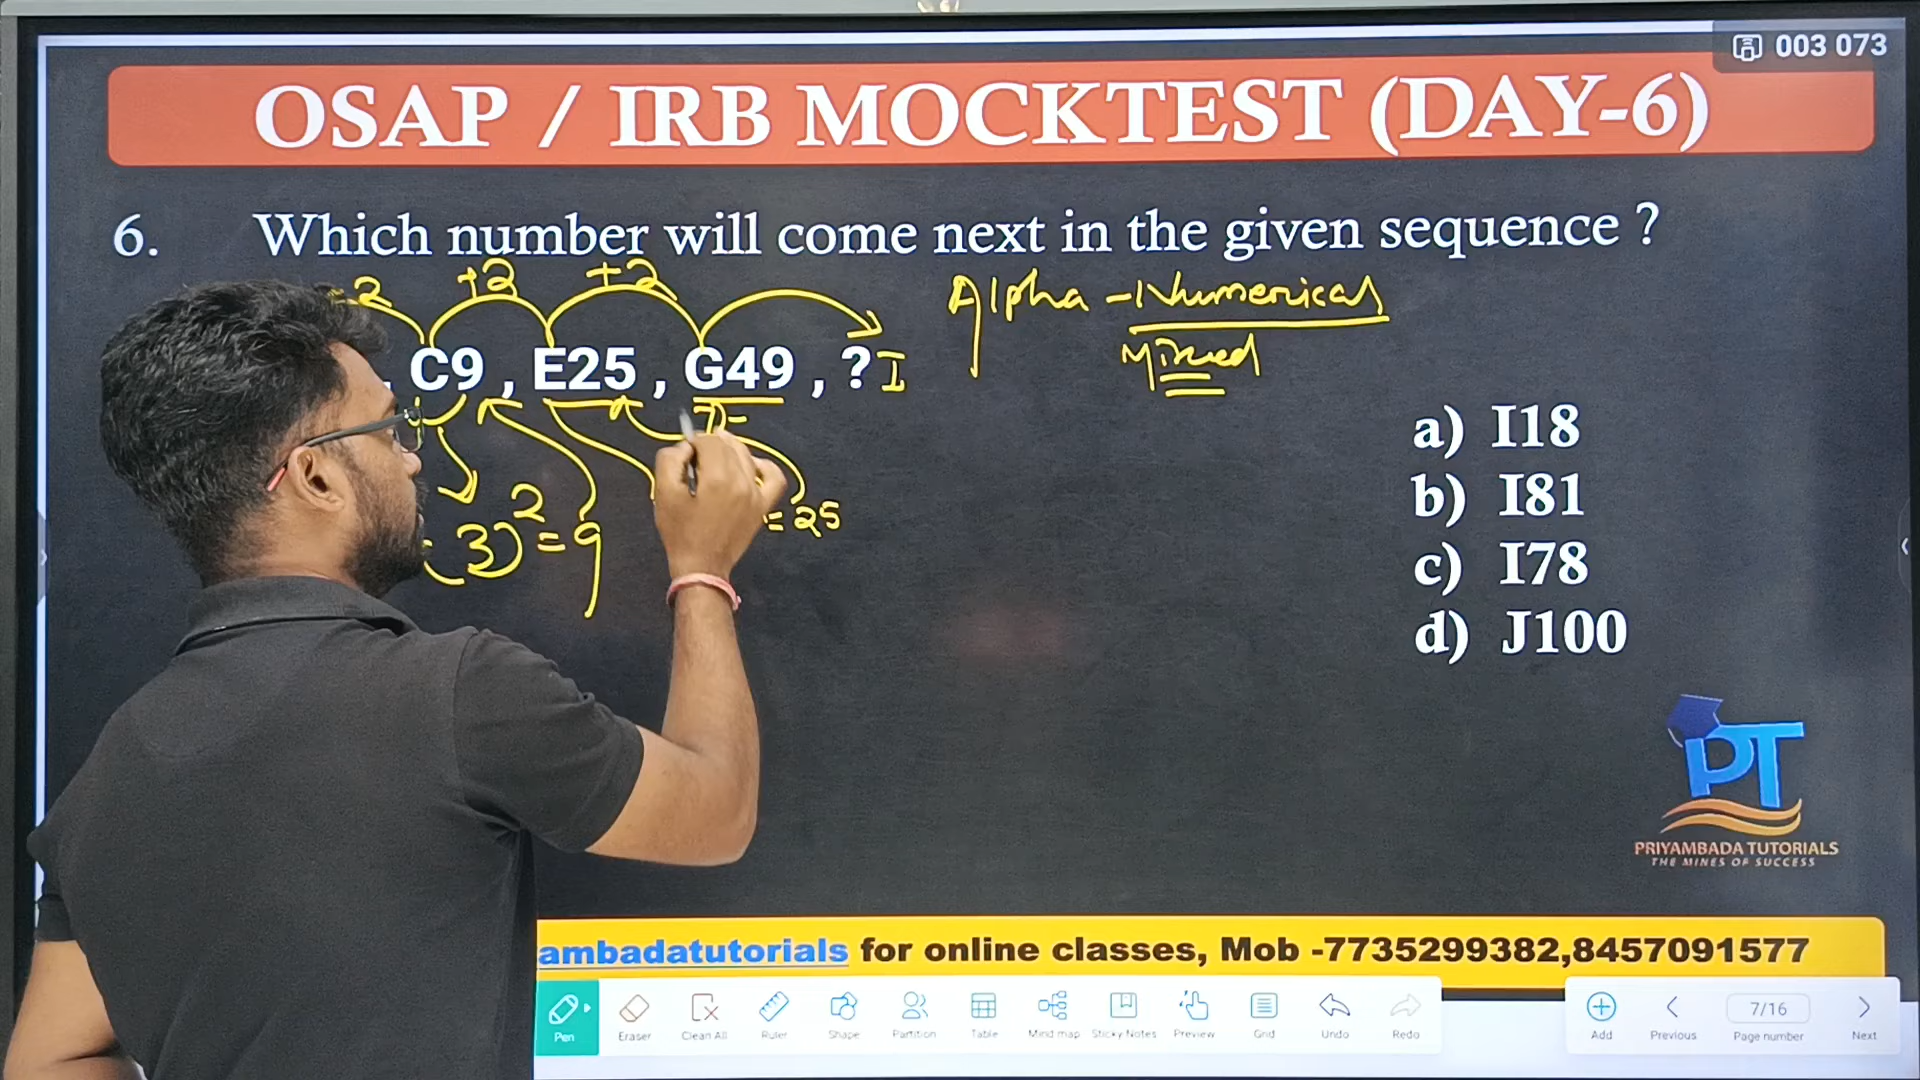 003 073
OSAP / IRB MOCKTEST (DAY-6)
6. Which number will come next in the given sequence ?
+2 +2
Alpha - Numerical
Mixed
, C9 , E25 , G49 , ? I
a) I18
b) I81
c) I78
d) J100
(3)² = 9
= 25
PT
PRIYAMBADA TUTORIALS
THE MINES OF SUCCESS
ambadatutorials for online classes, Mob -7735299382,8457091577
Pen Eraser Clean All Ruler Shape Partition Table Mind map Sticky Notes Preview Grid Undo Redo
Add Previous 7/16 Page number Next